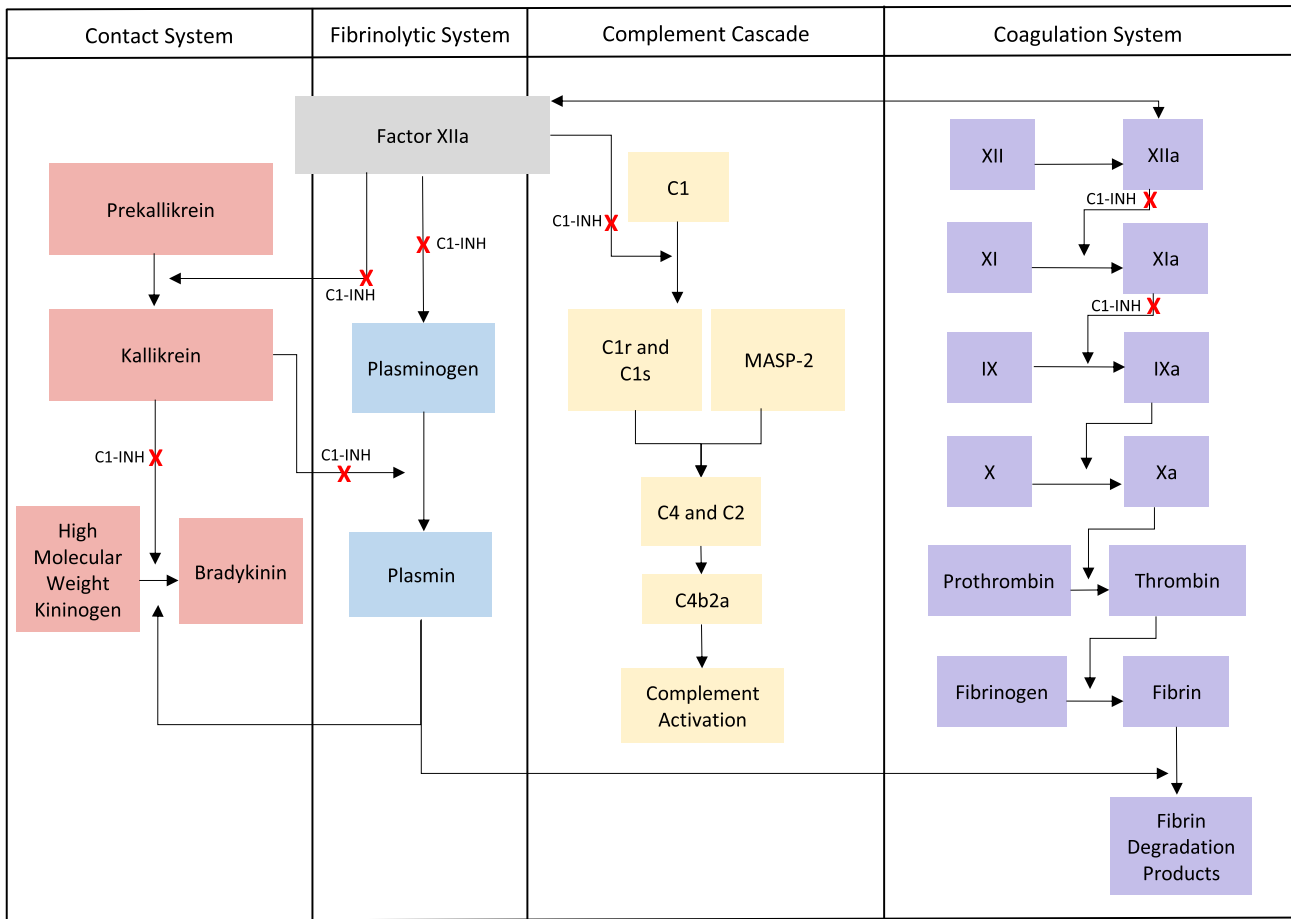 Contact System
Fibrinolytic System
Complement Cascade
Coagulation System
Factor XIIa
XII
XIIa
C1
Prekallikrein
C1-INH
C1-INH
C1-INH
C1-INH
XI
XIa
C1-INH
Kallikrein
Plasminogen
C1r and
C1s
MASP-2
IX
IXa
C1-INH
C1-INH
X
Xa
High
Molecular
Weight
Kininogen
Bradykinin
Plasmin
C4 and C2
C4b2a
Prothrombin
Thrombin
Complement
Activation
Fibrinogen
Fibrin
Fibrin
Degradation
Products
X
X
X
X
X
X
X